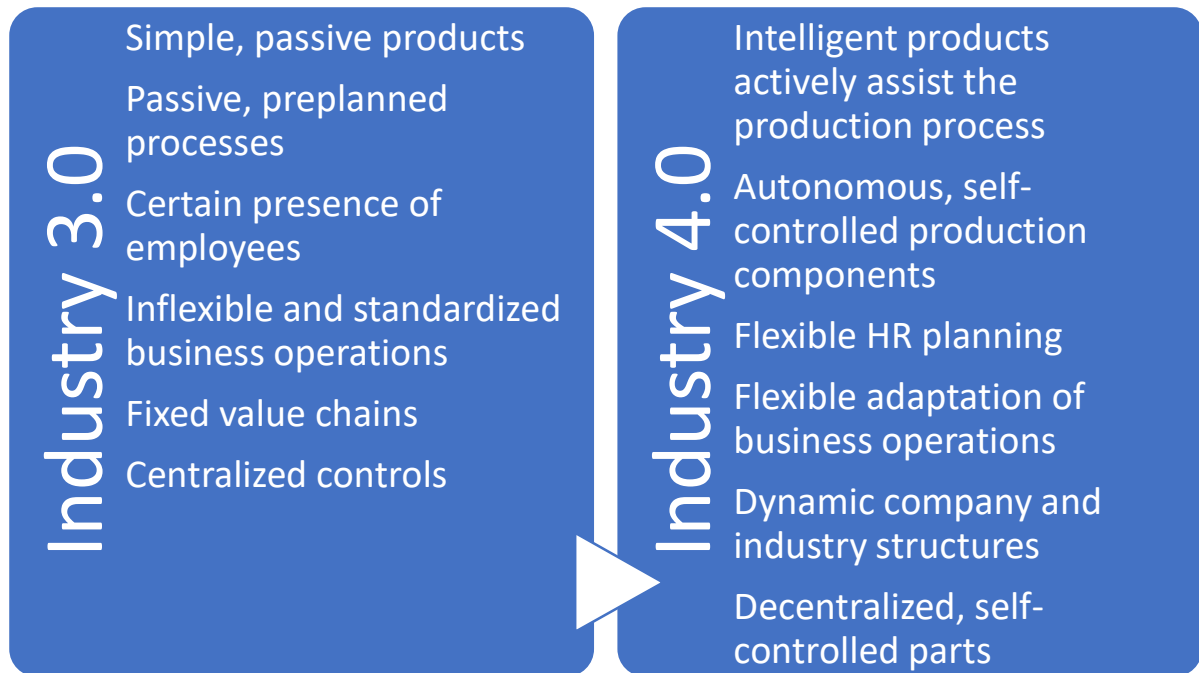 Industry 3.0
Simple, passive products
Passive, preplanned
processes
Certain presence of
employees
Inflexible and standardized
business operations
Fixed value chains
Centralized controls
Industry 4.0
Intelligent products
actively assist the
production process
Autonomous, self-
controlled production
components
Flexible HR planning
Flexible adaptation of
business operations
Dynamic company and
industry structures
Decentralized, self-
controlled parts